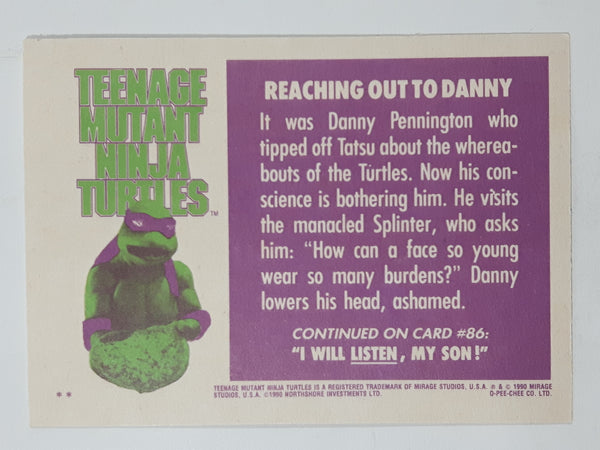 TEENAGE
MUTANT
NINJA
TURTLES™
REACHING OUT TO DANNY
It was Danny Pennington who
tipped off Tatsu about the where-
abouts of the Turtles. Now his con-
science is bothering him. He visits
the manacled Splinter, who asks
him: “How can a face so young
wear so many burdens?” Danny
lowers his head, ashamed.
CONTINUED ON CARD #86:
“I WILL LISTEN, MY SON!”
* *
TEENAGE MUTANT NINJA TURTLES IS A REGISTERED TRADEMARK OF MIRAGE STUDIOS, U.S.A. n & © 1990 MIRAGE
STUDIOS, U.S.A. ©1990 NORTHSHORE INVESTMENTS LTD. O-PEE-CHEE CO. LTD.